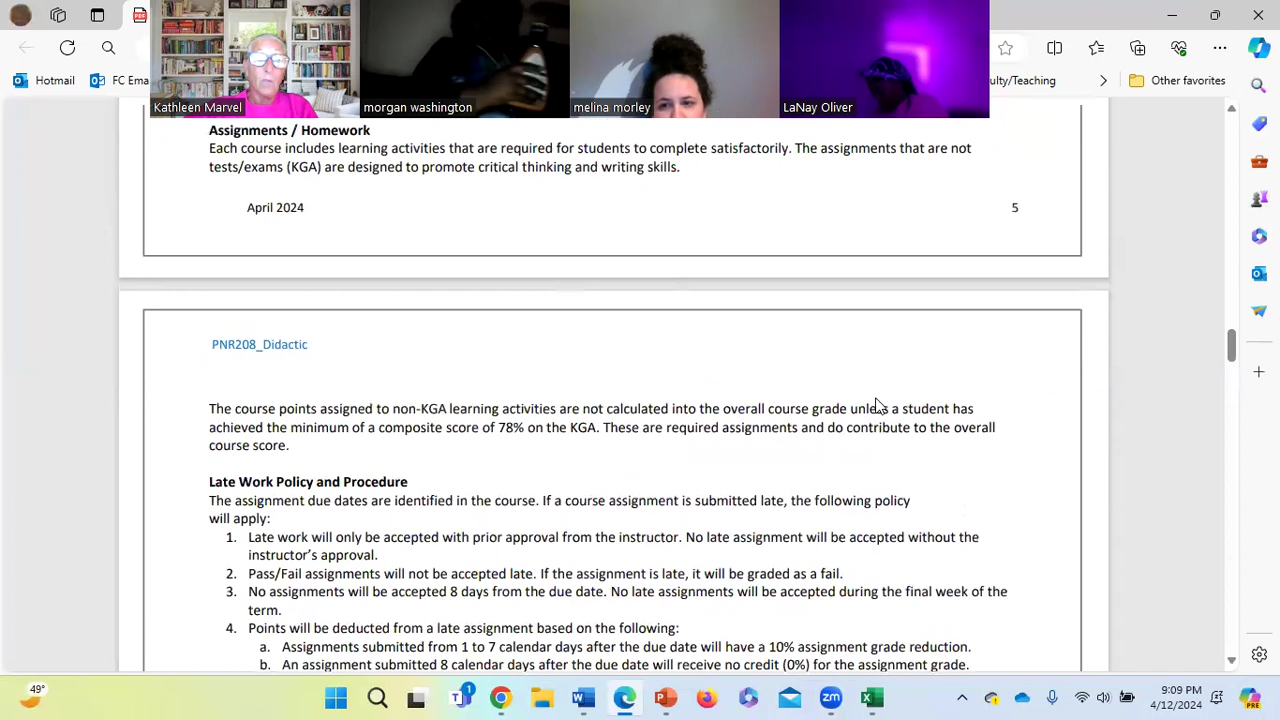 Kathleen Marvel
morgan washington
melina morley
LaNay Oliver
Hotmail
FC Ema
ulty/Teaching
Other favorites
Assignments / Homework
Each course includes learning activities that are required for students to complete satisfactorily. The assignments that are not
tests/exams (KGA) are designed to promote critical thinking and writing skills.
April 2024
5
PNR208_Didactic
The course points assigned to non-KGA learning activities are not calculated into the overall course grade unless a student has
achieved the minimum of a composite score of 78% on the KGA. These are required assignments and do contribute to the overall
course score.
Late Work Policy and Procedure
The assignment due dates are identified in the course. If a course assignment is submitted late, the following policy
will apply:
1. Late work will only be accepted with prior approval from the instructor. No late assignment will be accepted without the
instructor's approval.
2. Pass/Fail assignments will not be accepted late. If the assignment is late, it will be graded as a fail.
3. No assignments will be accepted 8 days from the due date. No late assignments will be accepted during the final week of the
term.
4. Points will be deducted from a late assignment based on the following:
a. Assignments submitted from 1 to 7 calendar days after the due date will have a 10% assignment grade reduction.
b. An assignment submitted 8 calendar days after the due date will receive no credit (0%) for the assignment grade.
49°
1
zm
9:09 PM
4/12/2024
PRE